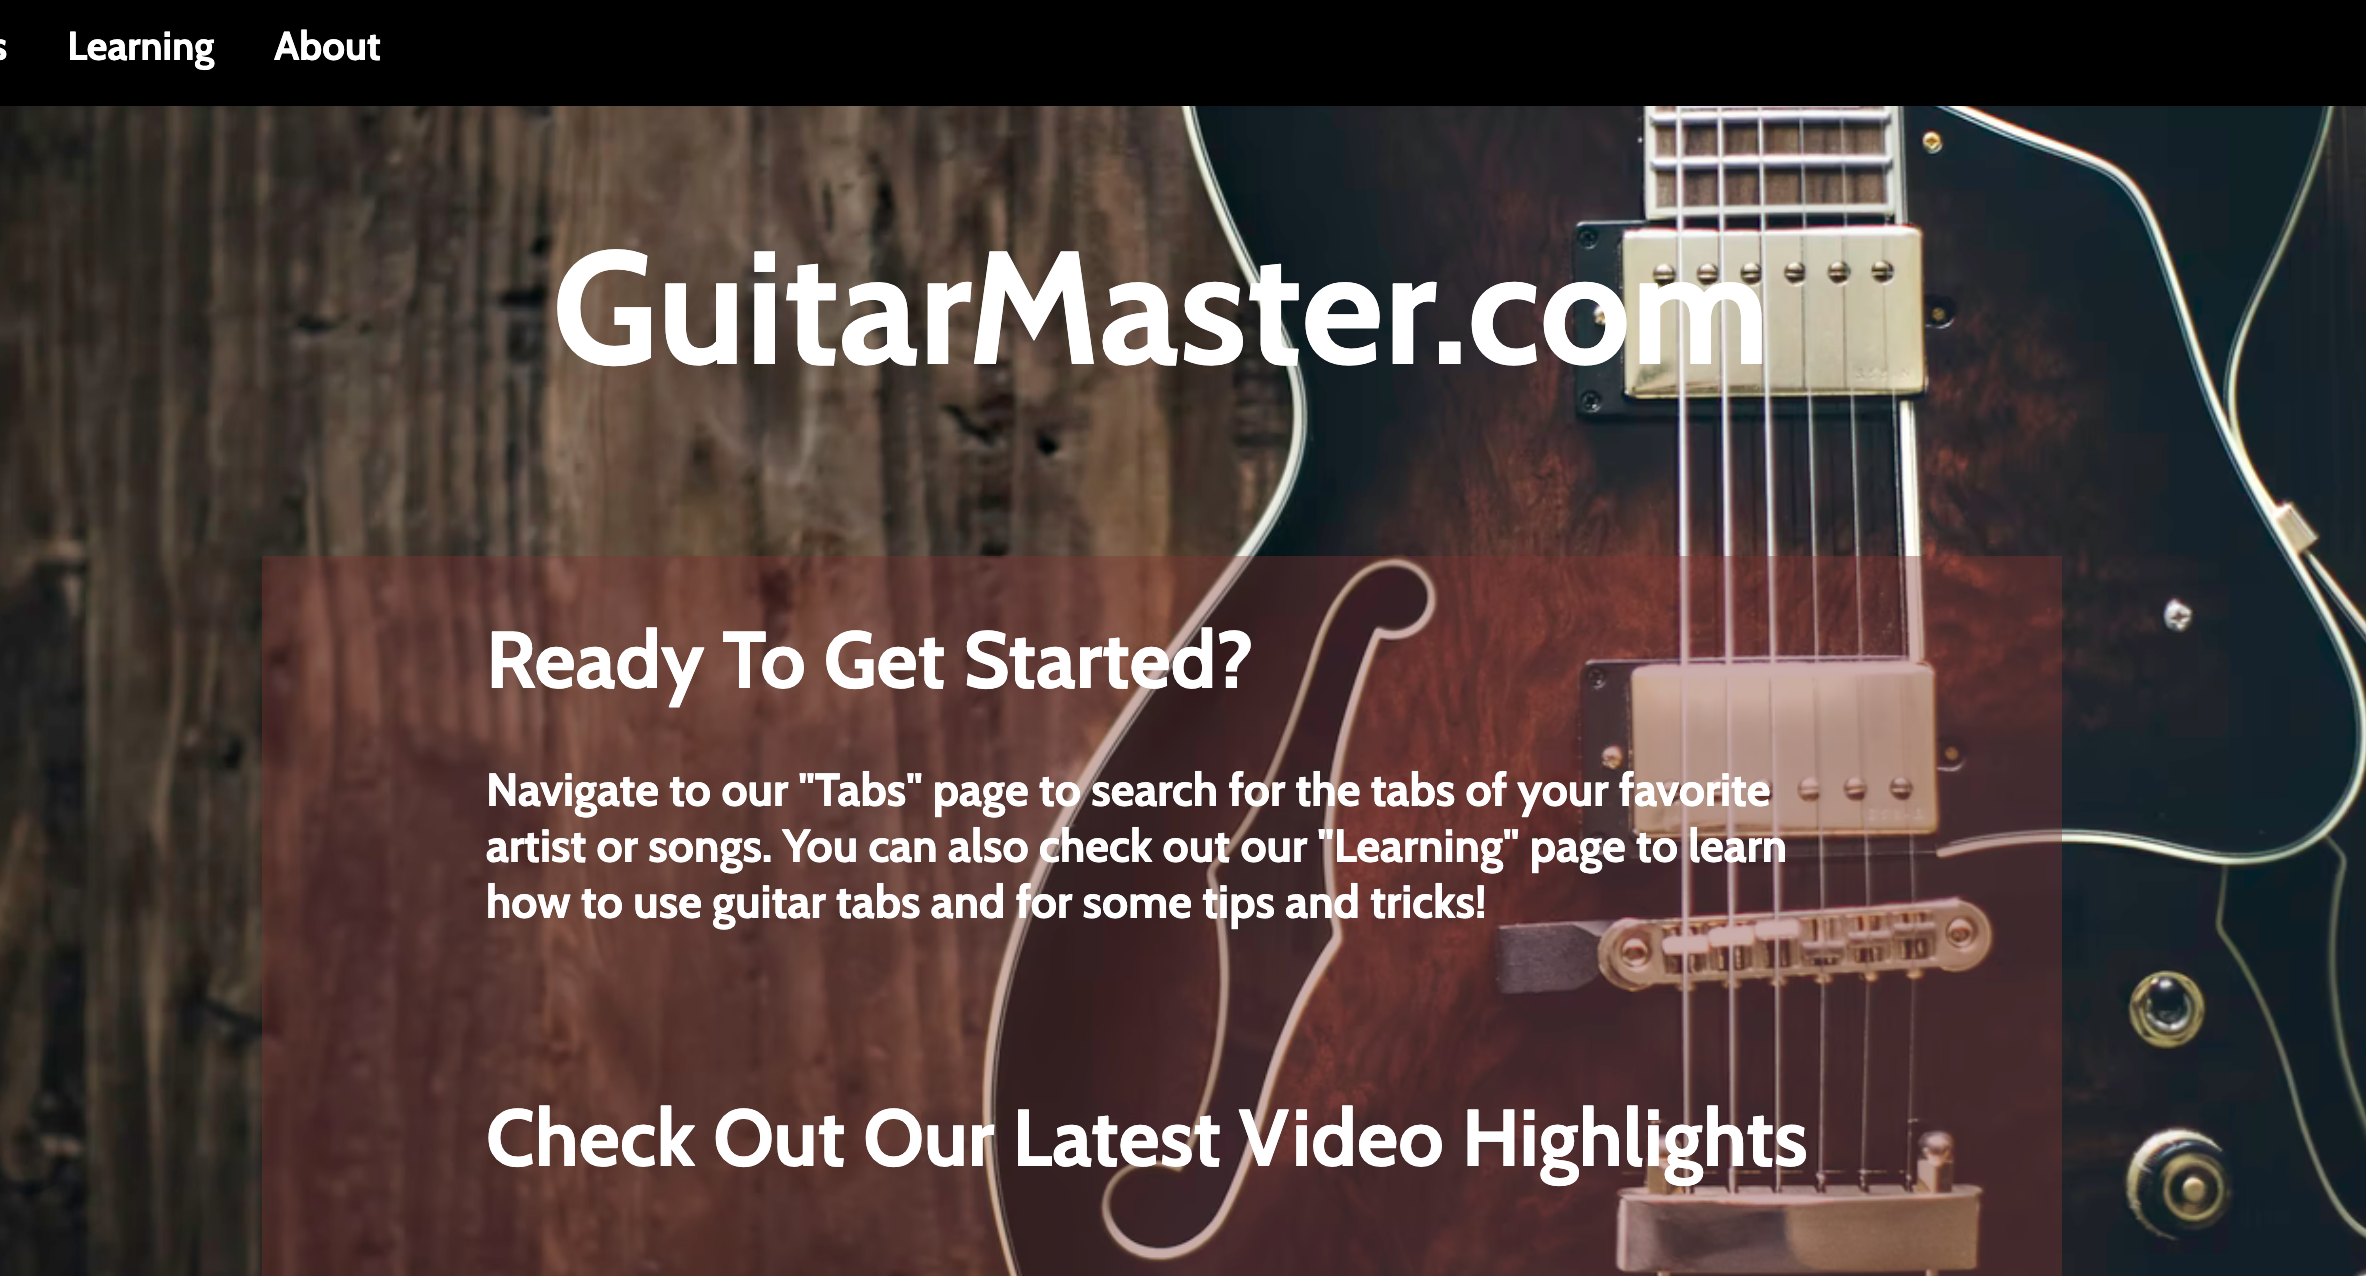 Learning About
GuitarMaster.com
Ready To Get Started?
Navigate to our "Tabs" page to search for the tabs of your favorite
artist or songs. You can also check out our "Learning" page to learn
how to use guitar tabs and for some tips and tricks!
Check Out Our Latest Video Highlights